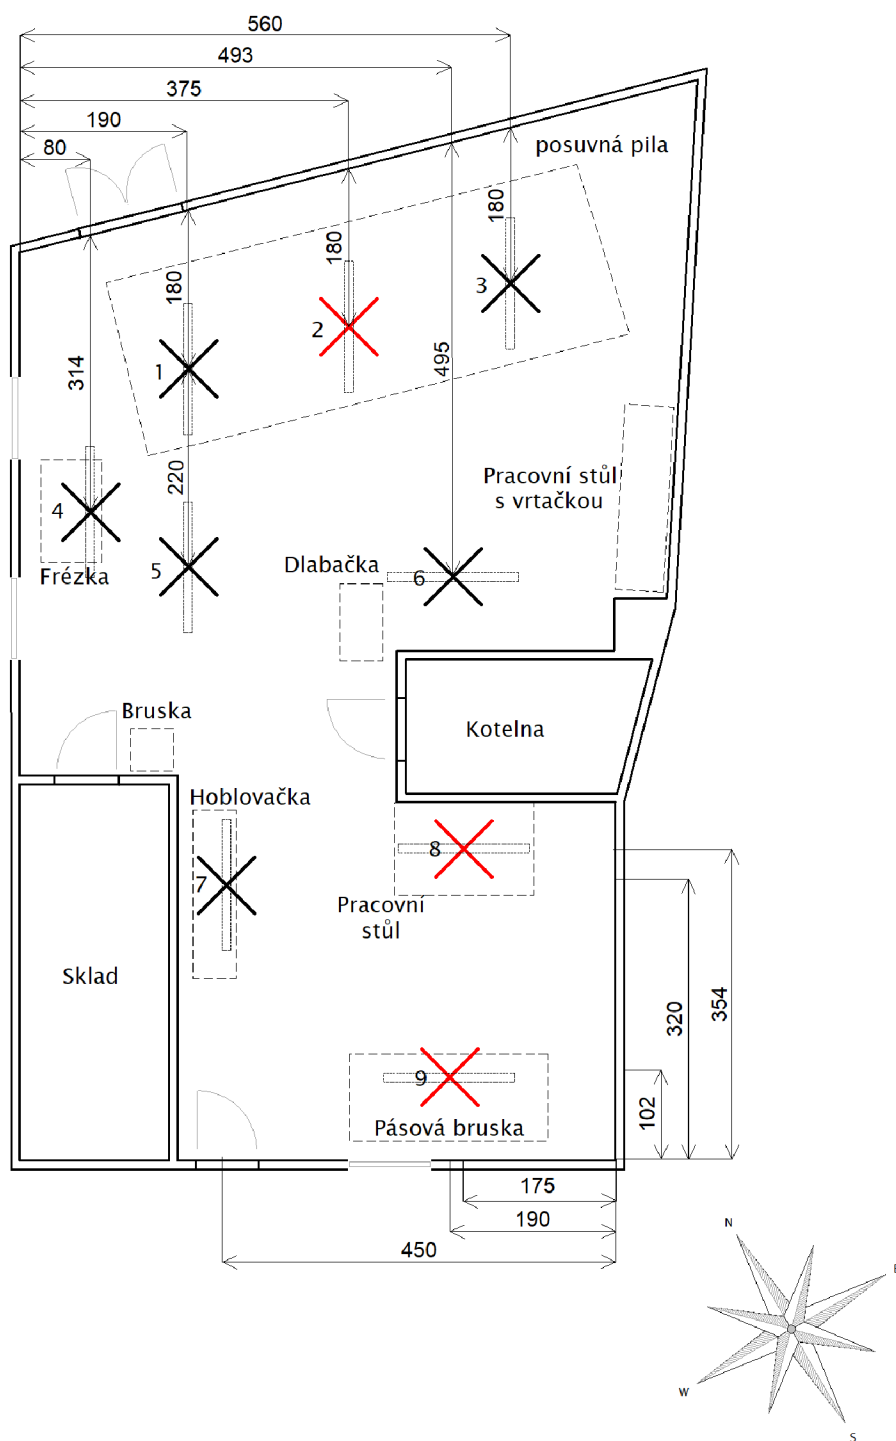 560
493
375
190
80
posuvná pila
180
180
180
3
2
1
314
495
220
Pracovní stůl
s vrtačkou
4
5
6
Frézka
Dlabačka
Bruska
Kotelna
Hoblovačka
8
7
Pracovní
stůl
Sklad
354
320
102
9
Pásová bruska
175
190
450
N
E
W
S